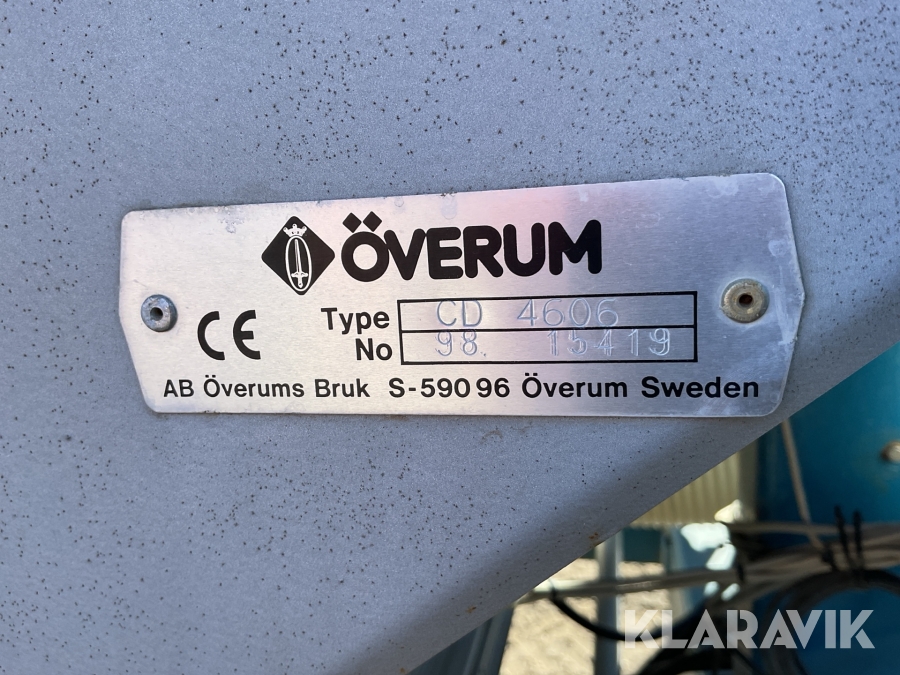 ÖVERUM
CE
Type CD 4606
No 98 15419
AB Överums Bruk S-590 96 Överum Sweden
KLARAVIK